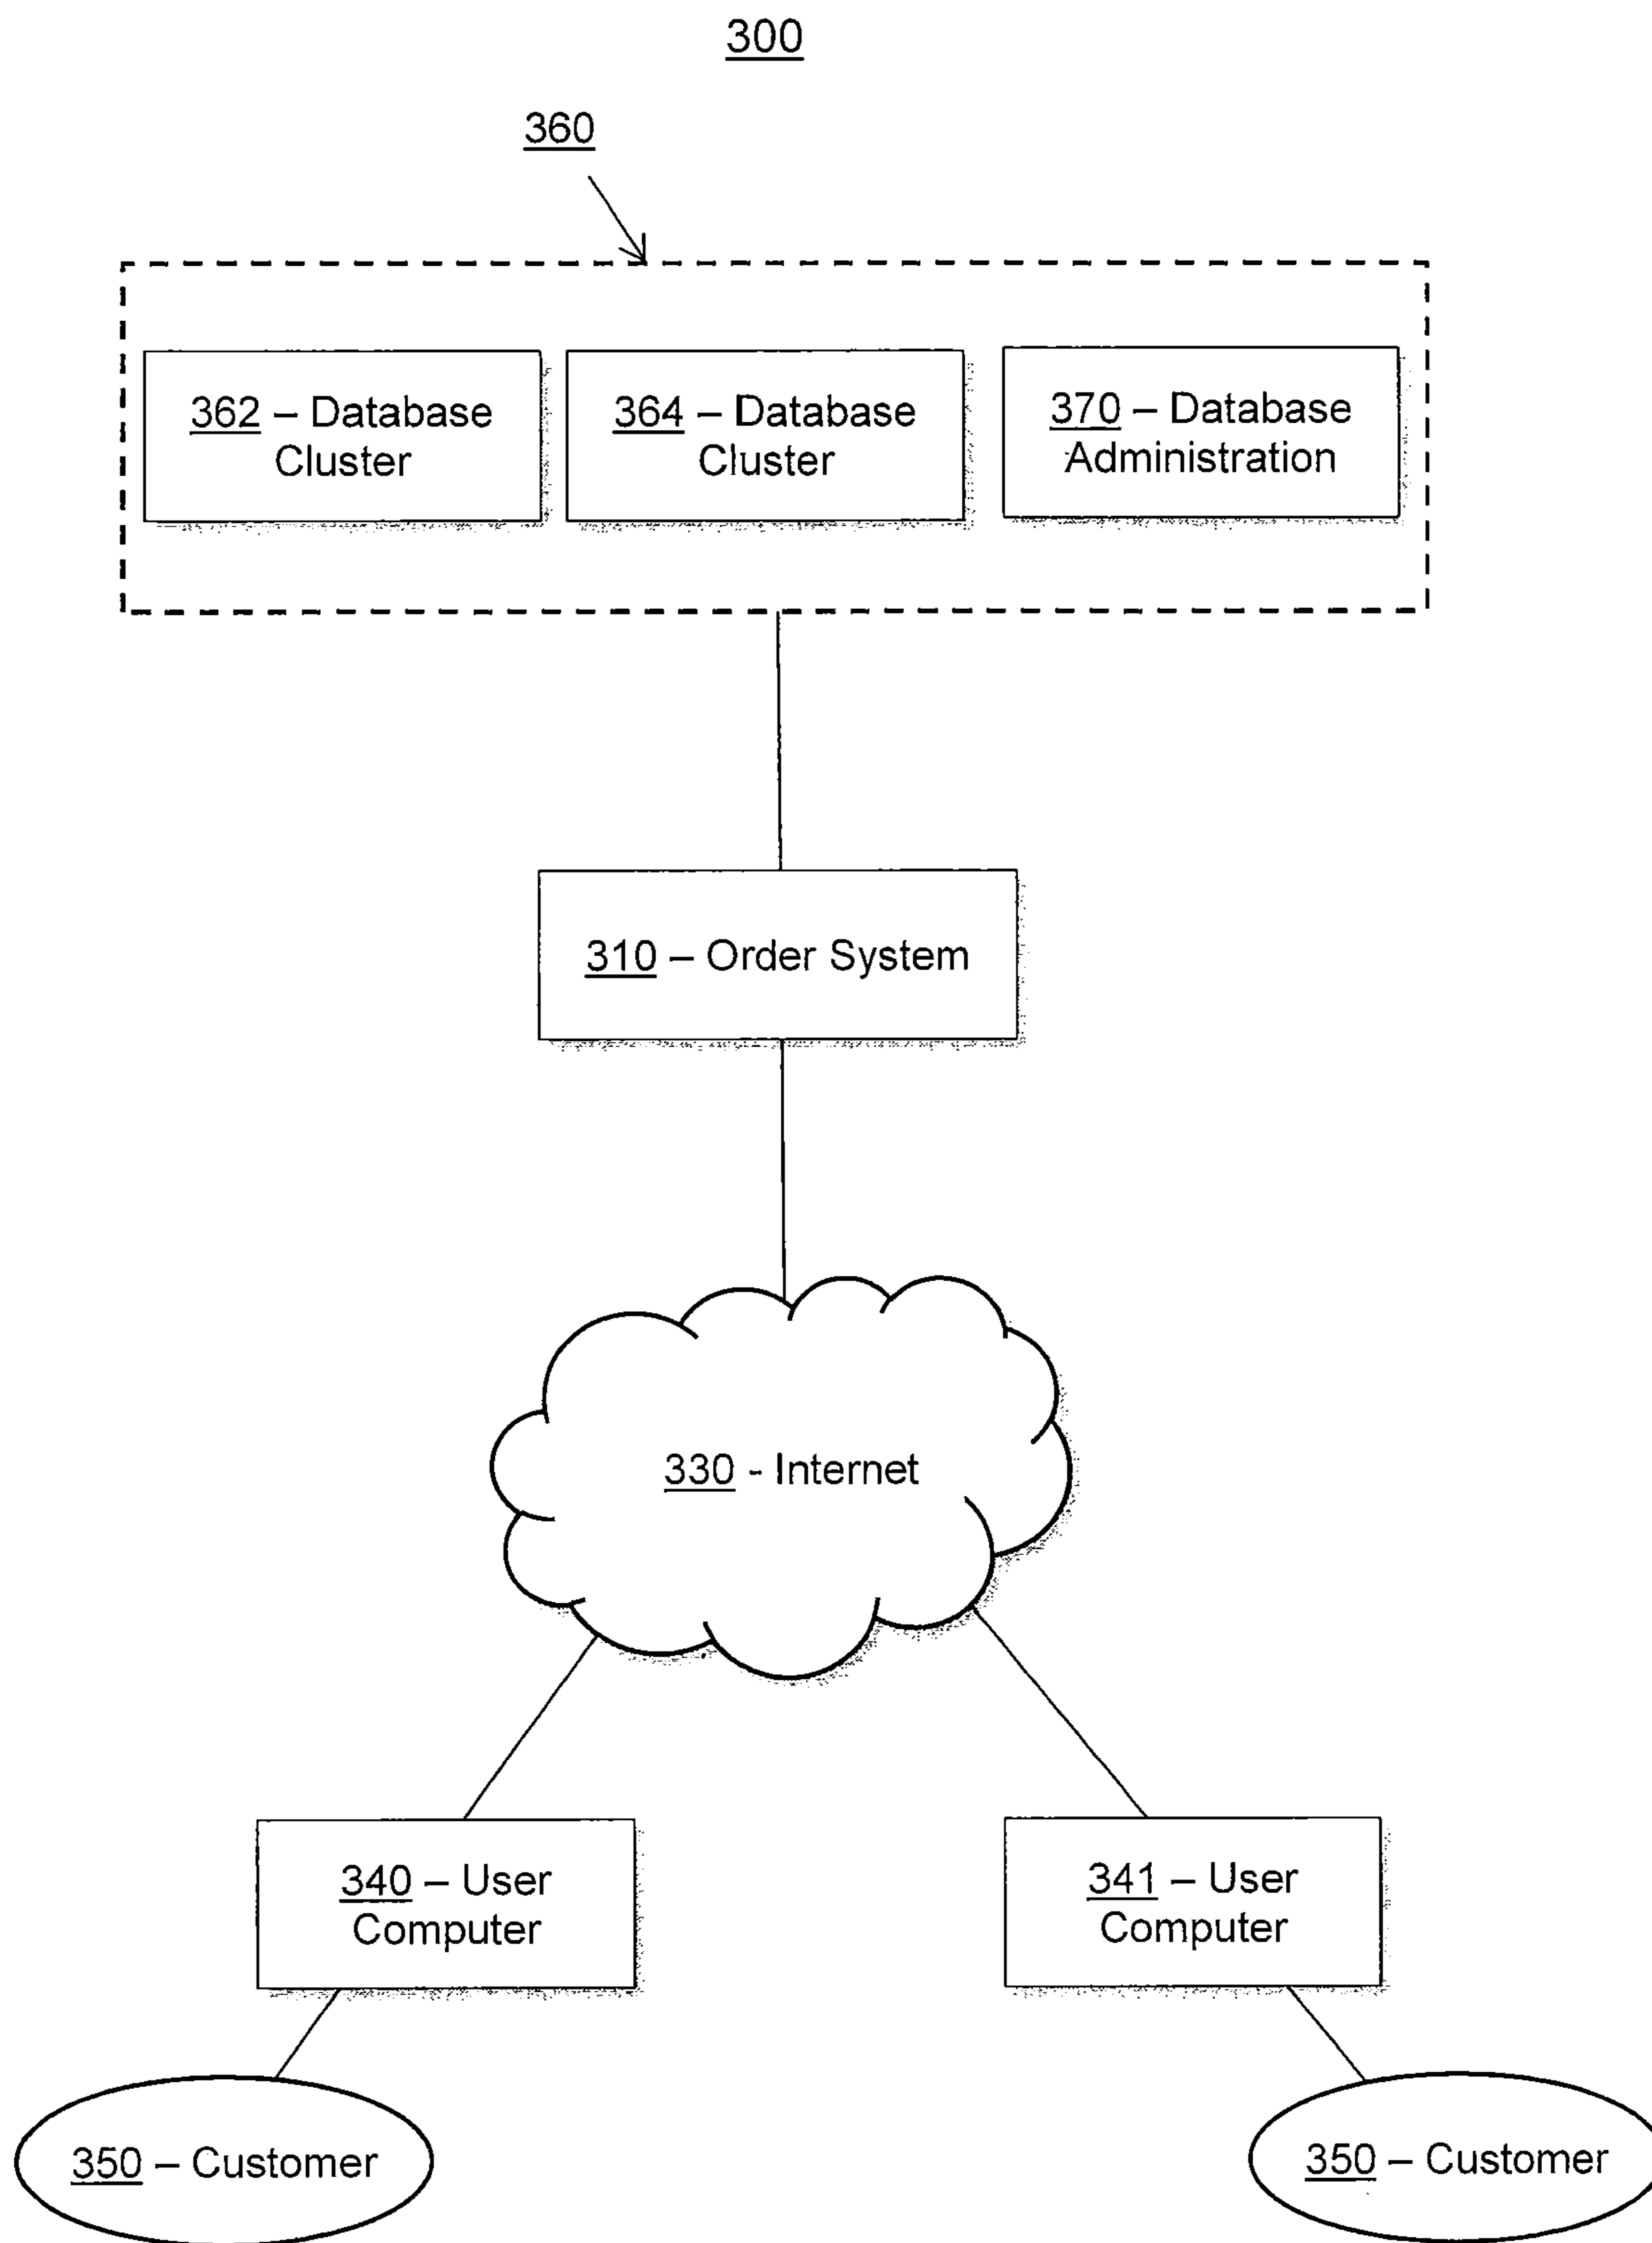 300
360
362 – Database
Cluster
364 – Database
Cluster
370 – Database
Administration
310 – Order System
330 - Internet
340 – User
Computer
341 – User
Computer
350 – Customer
350 – Customer